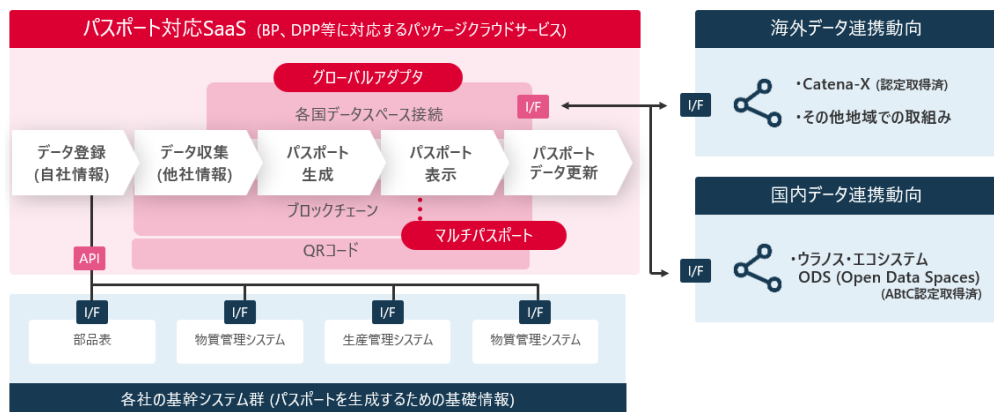 パスポート対応SaaS (BP、DPP等に対応するパッケージクラウドサービス)
グローバルアダプタ
各国データスペース接続
I/F
データ登録
(自社情報)
データ収集
(他社情報)
パスポート
生成
パスポート
表示
パスポート
データ更新
ブロックチェーン
マルチパスポート
QRコード
API
I/F
I/F
I/F
I/F
部品表
物質管理システム
生産管理システム
物質管理システム
各社の基幹システム群 (パスポートを生成するための基礎情報)
海外データ連携動向
I/F
・Catena-X (認定取得済)
・その他地域での取組み
国内データ連携動向
I/F
・ウラノス・エコシステム
ODS (Open Data Spaces)
(ABtC認定取得済)